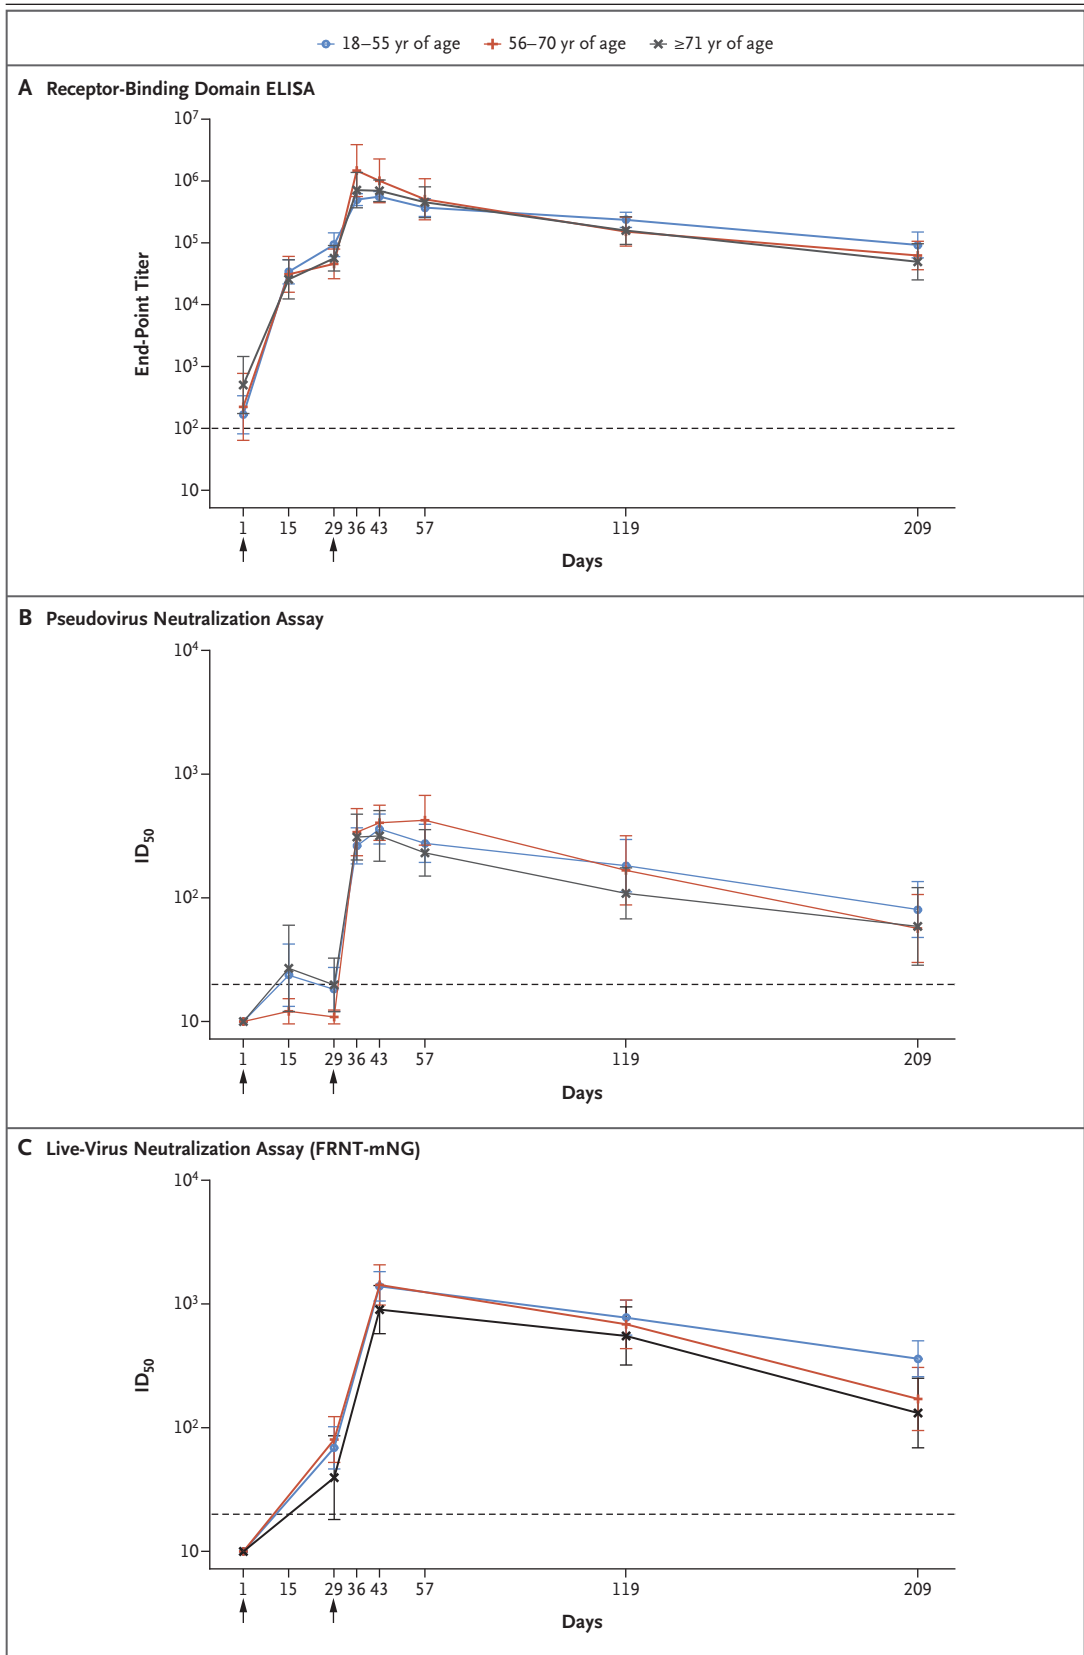 18–55 yr of age 56–70 yr of age ≥71 yr of age
A Receptor-Binding Domain ELISA
10⁷
10⁶
10⁵
10⁴
10³
10²
10
End-Point Titer
1 15 29 36 43 57 119 209
Days
B Pseudovirus Neutralization Assay
10⁴
10³
10²
10
ID₅₀
1 15 29 36 43 57 119 209
Days
C Live-Virus Neutralization Assay (FRNT-mNG)
10⁴
10³
10²
10
ID₅₀
1 15 29 36 43 57 119 209
Days